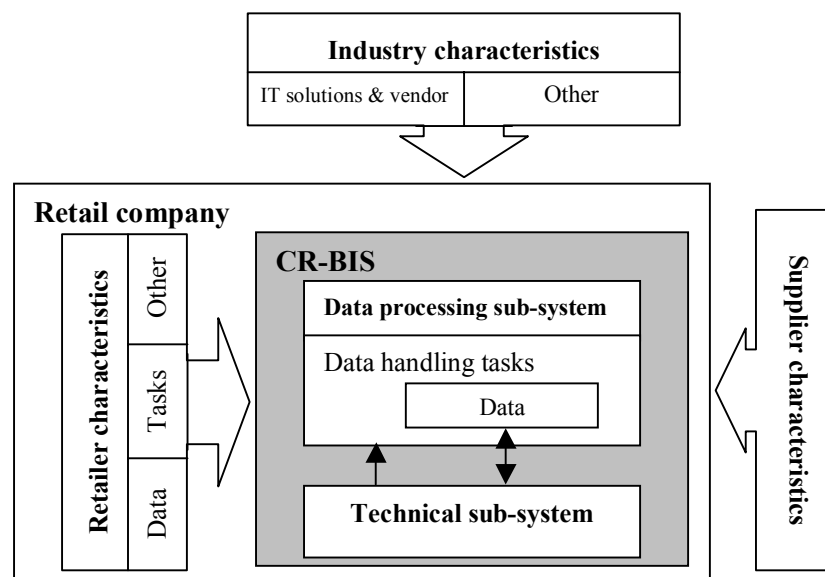 Industry characteristics
IT solutions & vendor
Other
Retail company
Retailer characteristics
Other
Tasks
Data
CR-BIS
Data processing sub-system
Data handling tasks
Data
Technical sub-system
Supplier characteristics